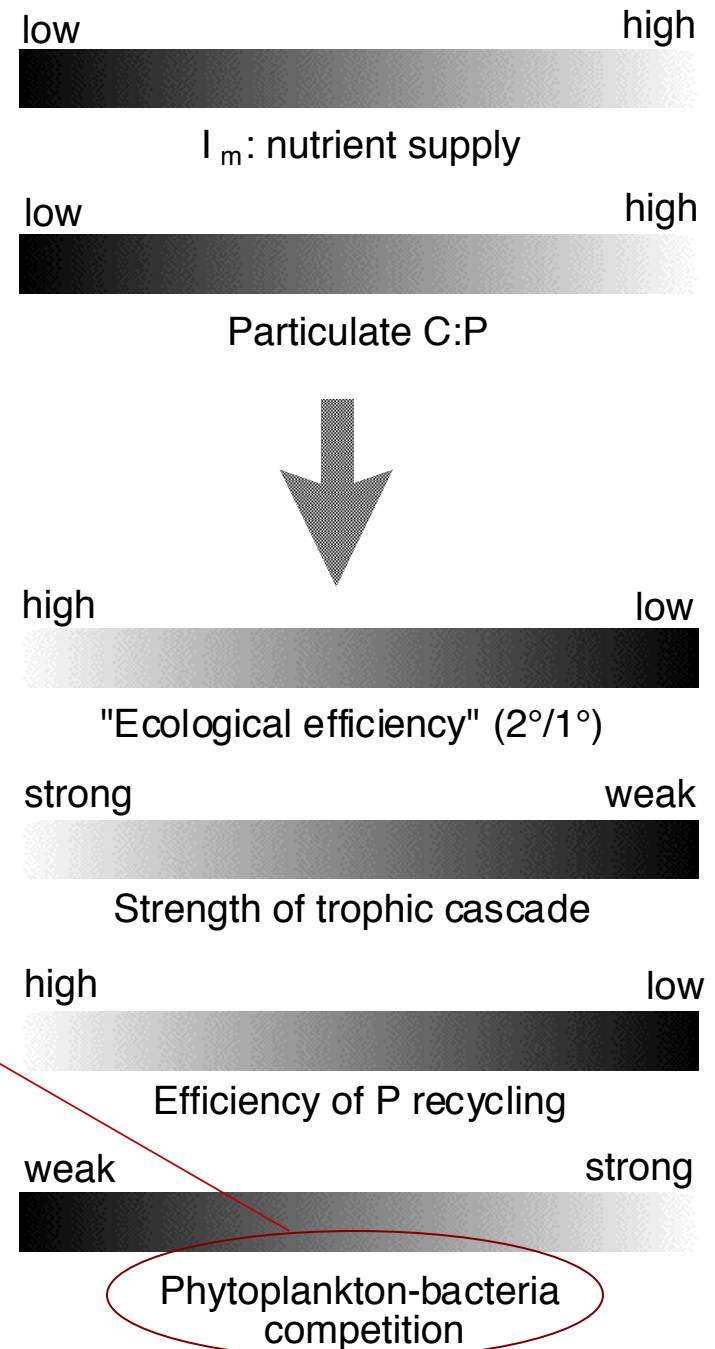 low high
I m: nutrient supply
low high
Particulate C:P
high low
"Ecological efficiency" (2°/1°)
strong weak
Strength of trophic cascade
high low
Efficiency of P recycling
weak strong
Phytoplankton-bacteria
competition